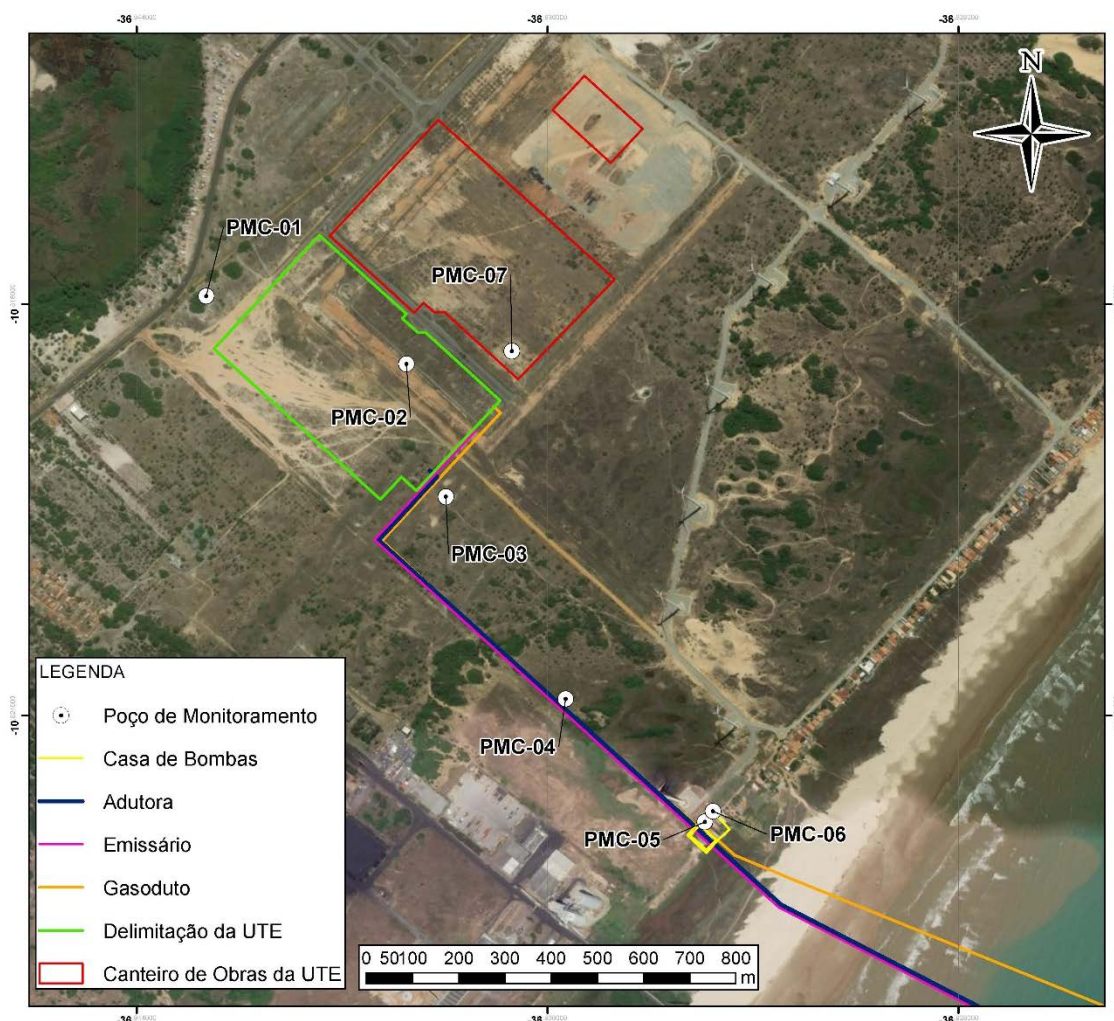 -36
-36
-36
N
PMC-01
PMC-07
-10
PMC-02
PMC-03
PMC-04
PMC-05
PMC-06
-10
LEGENDA
Poço de Monitoramento
Casa de Bombas
Adutora
Emissário
Gasoduto
Delimitação da UTE
Canteiro de Obras da UTE
0 50100 200 300 400 500 600 700 800
m
-36
-36
-36